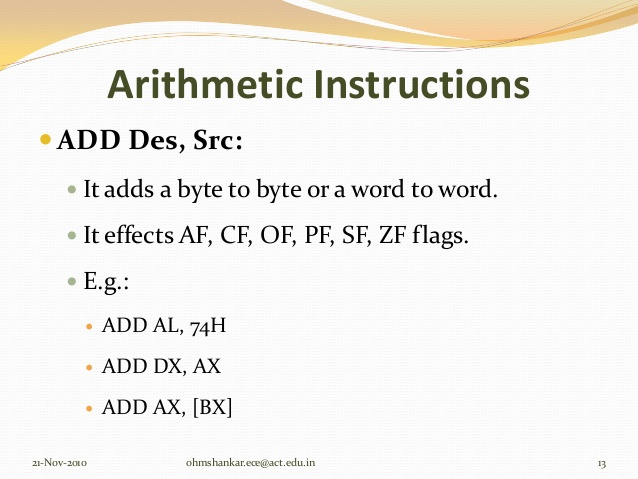 Arithmetic Instructions
ADD Des, Src:
It adds a byte to byte or a word to word.
It effects AF, CF, OF, PF, SF, ZF flags.
E.g.:
ADD AL, 74H
ADD DX, AX
ADD AX, [BX]
21-Nov-2010 ohmshankar.ece@act.edu.in 13